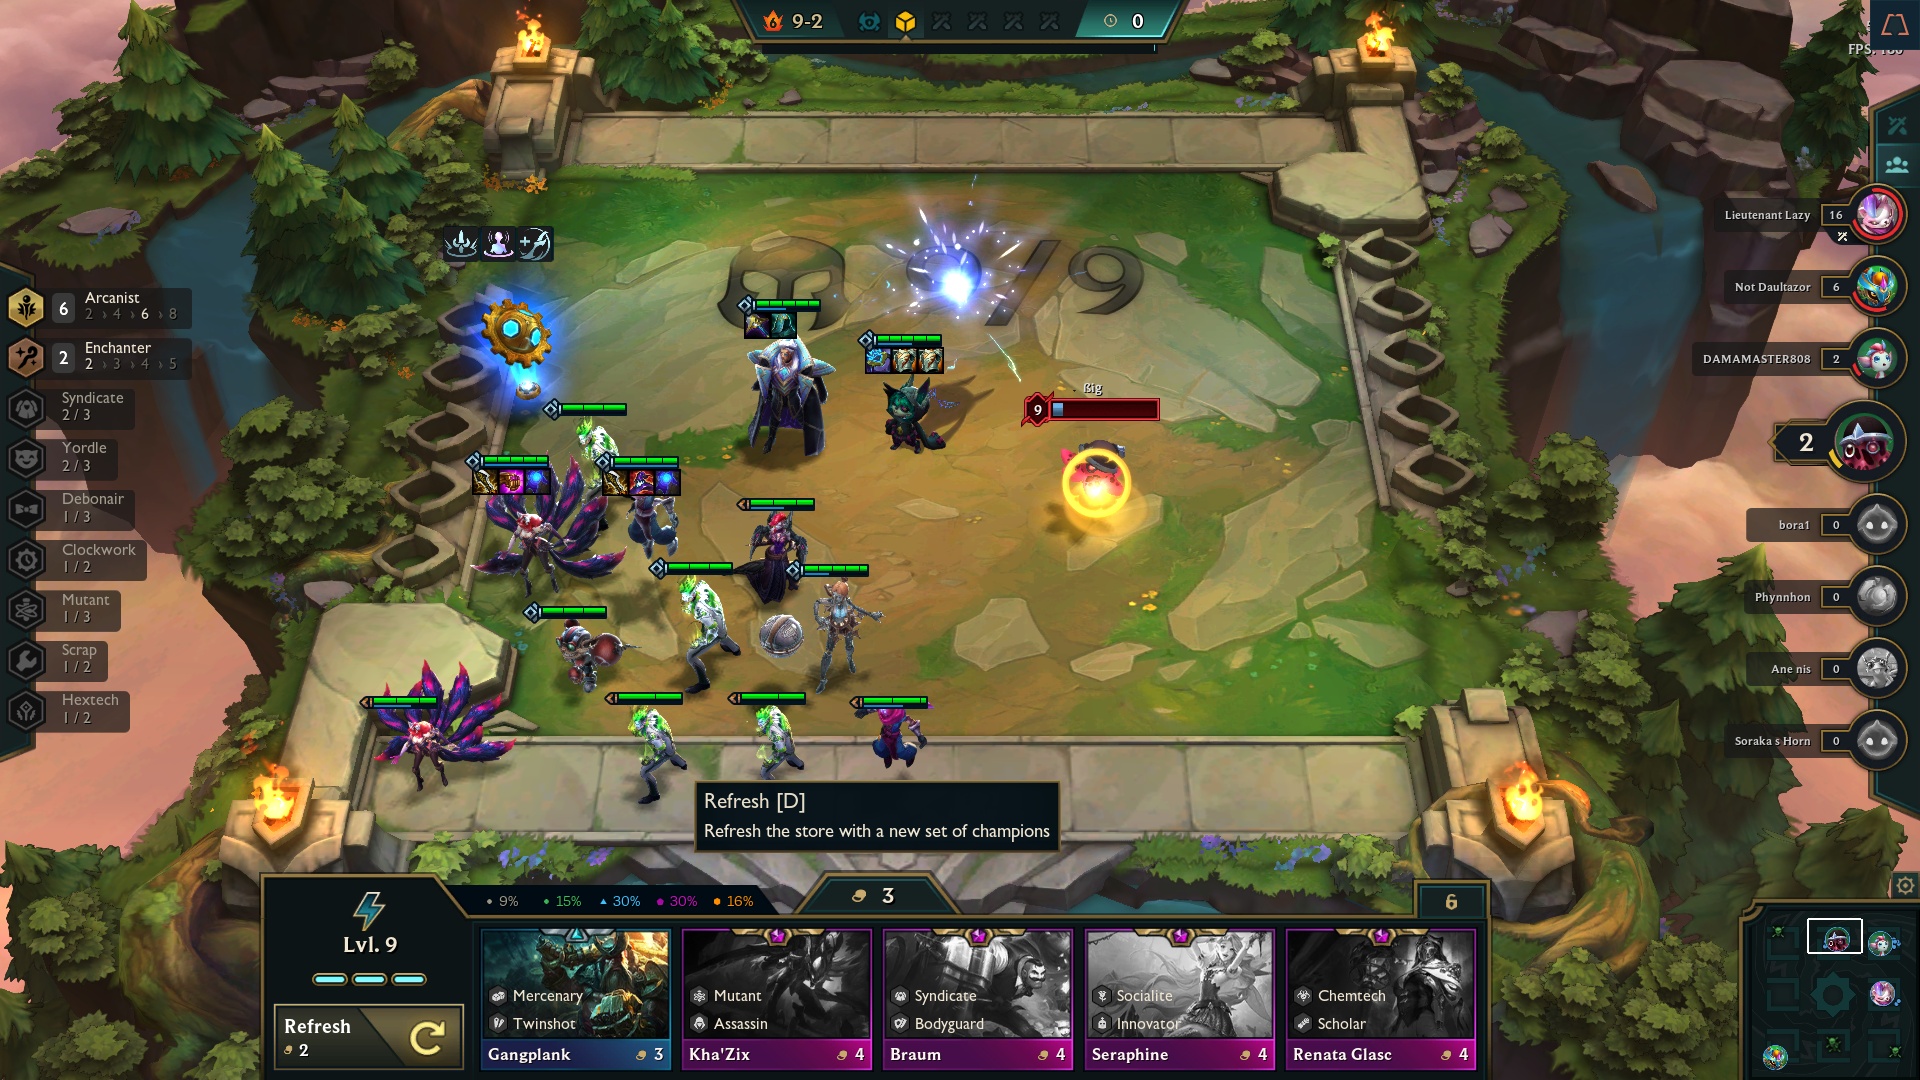 9-2
0
FPS:
/9
6 Arcanist
2 › 4 › 6 › 8
2 Enchanter
2 › 3 › 4 › 5
Syndicate
2 / 3
Yordle
2 / 3
Debonair
1 / 3
Clockwork
1 / 2
Mutant
1 / 3
Scrap
1 / 2
Hextech
1 / 2
9
Lieutenant Lazy 16
Not Daultazor 6
DAMAMASTER808 2
2
bora1 0
Phynnhon 0
Ane nis 0
Soraka s Horn 0
Refresh [D]
Refresh the store with a new set of champions
9% 15% 30% 30% 16%
3
6
Lvl. 9
Refresh
2
Mercenary
Twinshot
Gangplank 3
Mutant
Assassin
Kha'Zix 4
Syndicate
Bodyguard
Braum 4
Socialite
Innovator
Seraphine 4
Chemtech
Scholar
Renata Glasc 4